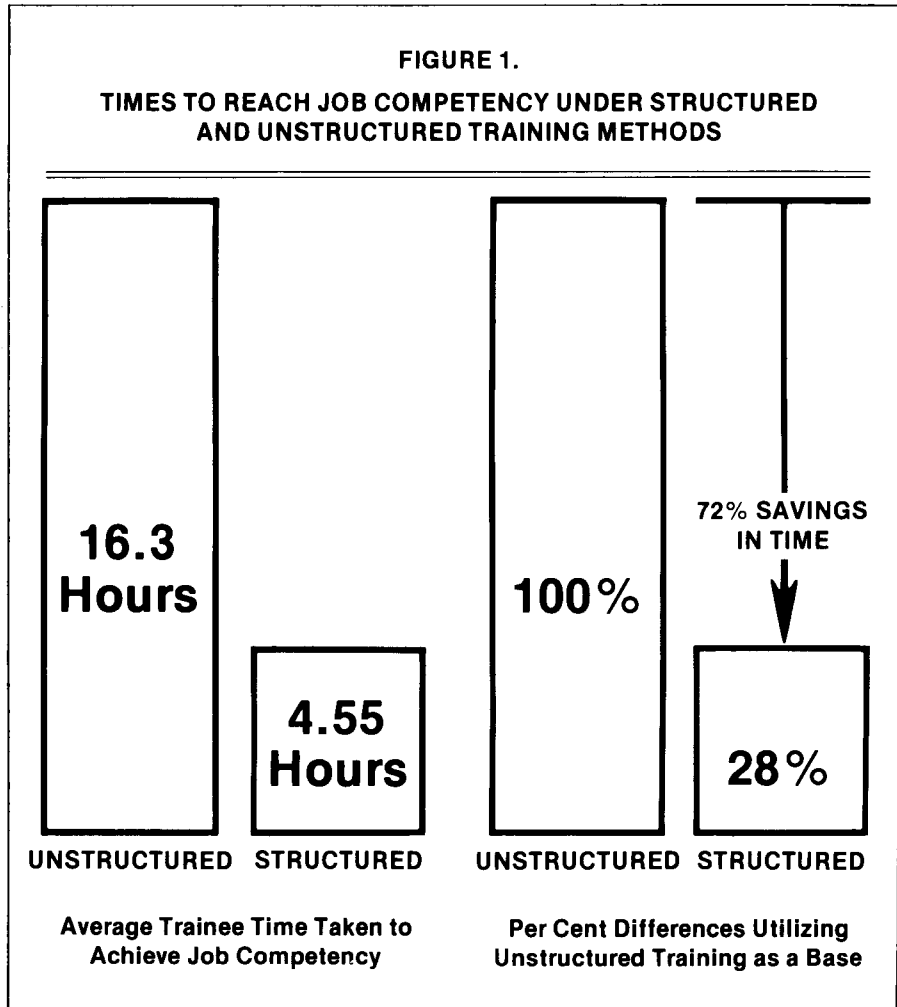 FIGURE 1.
TIMES TO REACH JOB COMPETENCY UNDER STRUCTURED
AND UNSTRUCTURED TRAINING METHODS
16.3
Hours
4.55
Hours
UNSTRUCTURED STRUCTURED
Average Trainee Time Taken to
Achieve Job Competency
100%
72% SAVINGS
IN TIME
28%
UNSTRUCTURED STRUCTURED
Per Cent Differences Utilizing
Unstructured Training as a Base